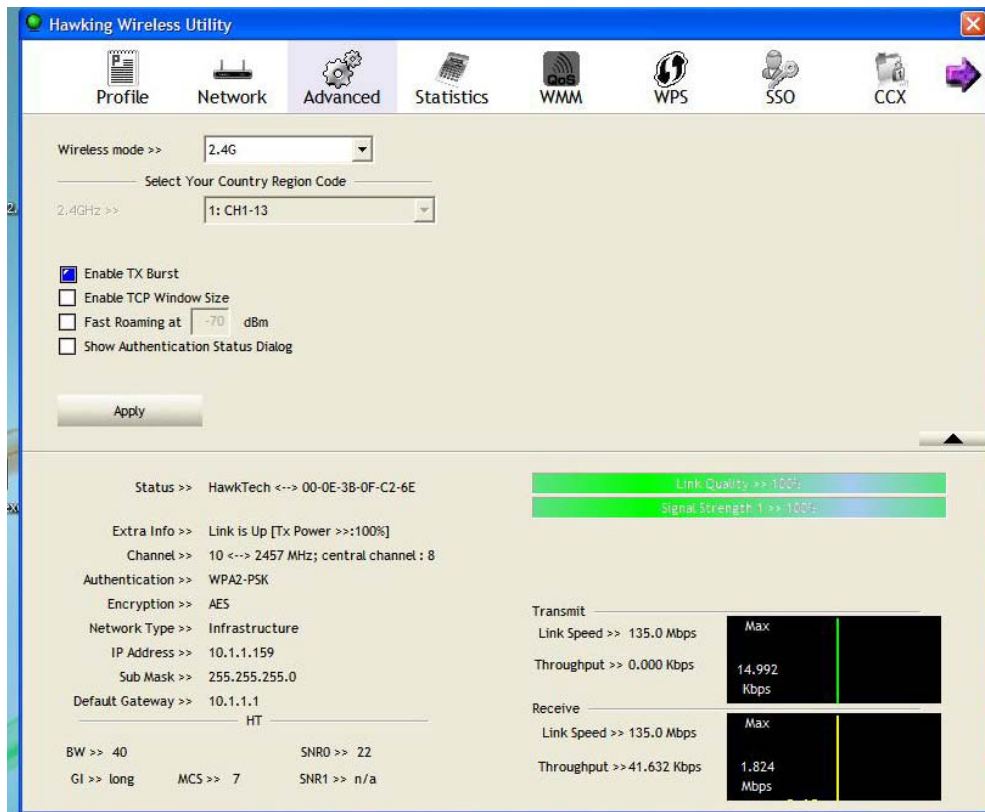 Hawking Wireless Utility
Profile Network Advanced Statistics WMM WPS SSO CCX
QoS
Wireless mode >> 2.4G
Select Your Country Region Code
2.4GHz >> 1: CH1-13
Enable TX Burst
Enable TCP Window Size
Fast Roaming at -70 dBm
Show Authentication Status Dialog
Apply
Status >> HawkTech <--> 00-0E-3B-0F-C2-6E
Extra Info >> Link is Up [Tx Power >>:100%]
Channel >> 10 <--> 2457 MHz; central channel : 8
Authentication >> WPA2-PSK
Encryption >> AES
Network Type >> Infrastructure
IP Address >> 10.1.1.159
Sub Mask >> 255.255.255.0
Default Gateway >> 10.1.1.1
HT
BW >> 40 SNR0 >> 22
GI >> long MCS >> 7 SNR1 >> n/a
Link Quality >> 100%
Signal Strength 1 >> 100%
Transmit
Link Speed >> 135.0 Mbps
Throughput >> 0.000 Kbps
Max
14.992
Kbps
Receive
Link Speed >> 135.0 Mbps
Throughput >> 41.632 Kbps
Max
1.824
Mbps